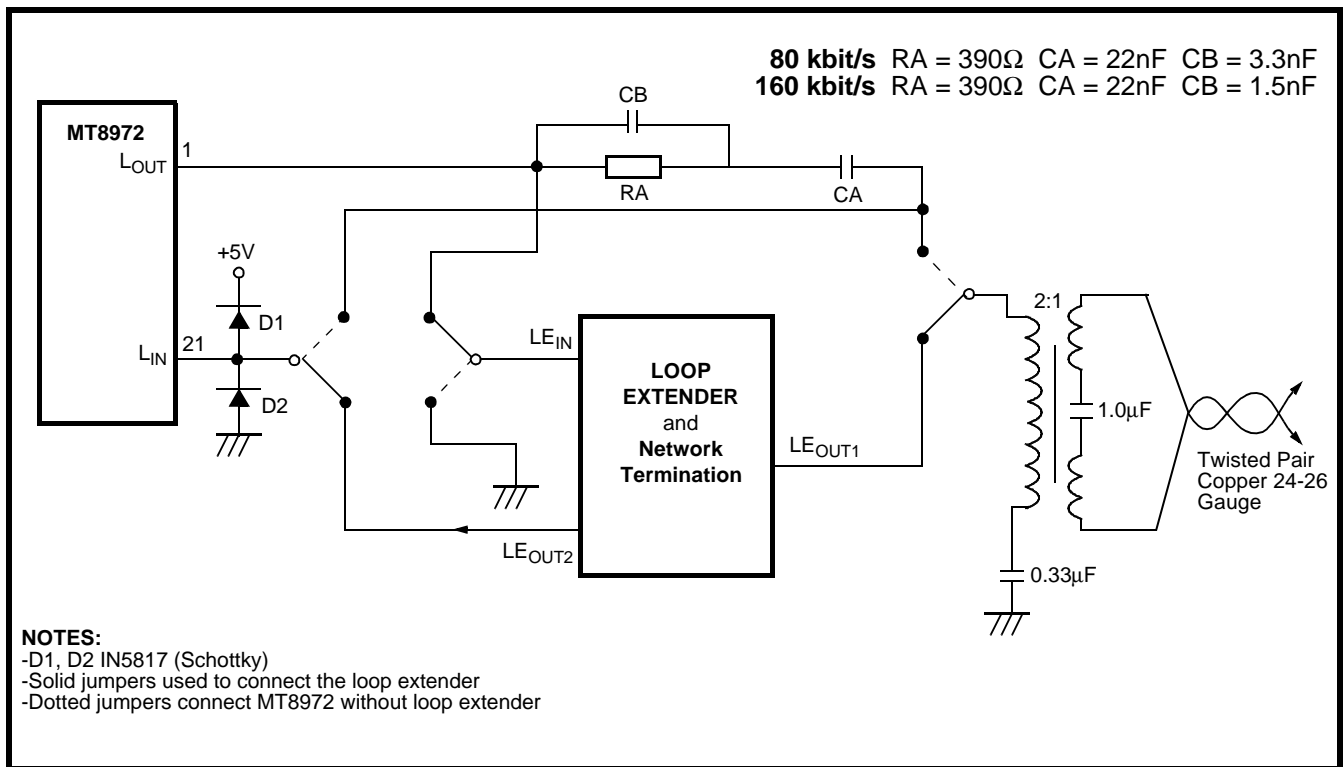 80 kbit/s RA = 390Ω CA = 22nF CB = 3.3nF
160 kbit/s RA = 390Ω CA = 22nF CB = 1.5nF
CB
MT8972
LOUT
1
RA
CA
+5V
D1
2:1
LIN
21
LEIN
D2
LOOP
EXTENDER
and
Network
Termination
1.0µF
LEOUT1
Twisted Pair
Copper 24-26
Gauge
LEOUT2
0.33µF
NOTES:
-D1, D2 IN5817 (Schottky)
-Solid jumpers used to connect the loop extender
-Dotted jumpers connect MT8972 without loop extender